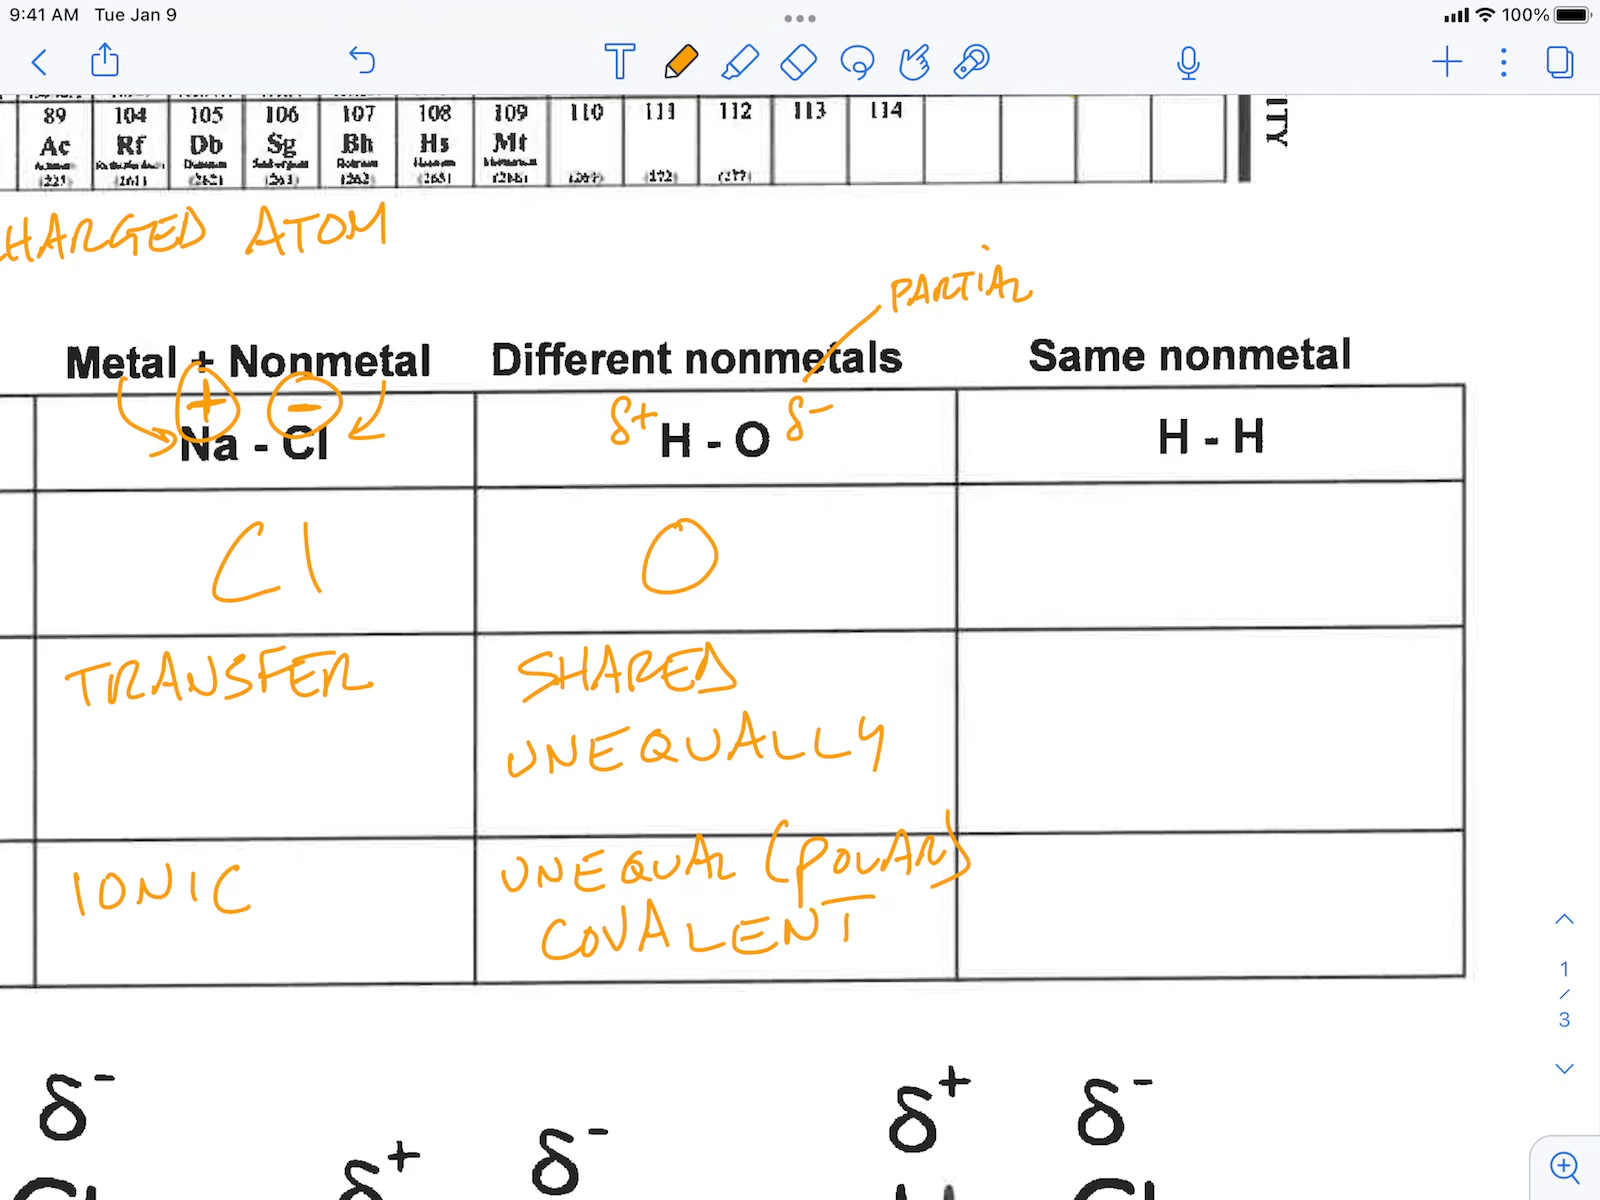 9:41 AM Tue Jan 9
100%
89 104 105 106 107 108 109 110 111 112 113 114
Ac Rf Db Sg Bh Hs Mt
ITY
HARGED ATOM
PARTIAL
Metal + Nonmetal Different nonmetals Same nonmetal
+ − δ+ δ−
Na - Cl H - O H - H
Cl O
TRANSFER SHARED
UNEQUALLY
IONIC UNEQUAL (POLAR)
COVALENT
1
/
3
δ- δ+ δ-
δ+ δ-